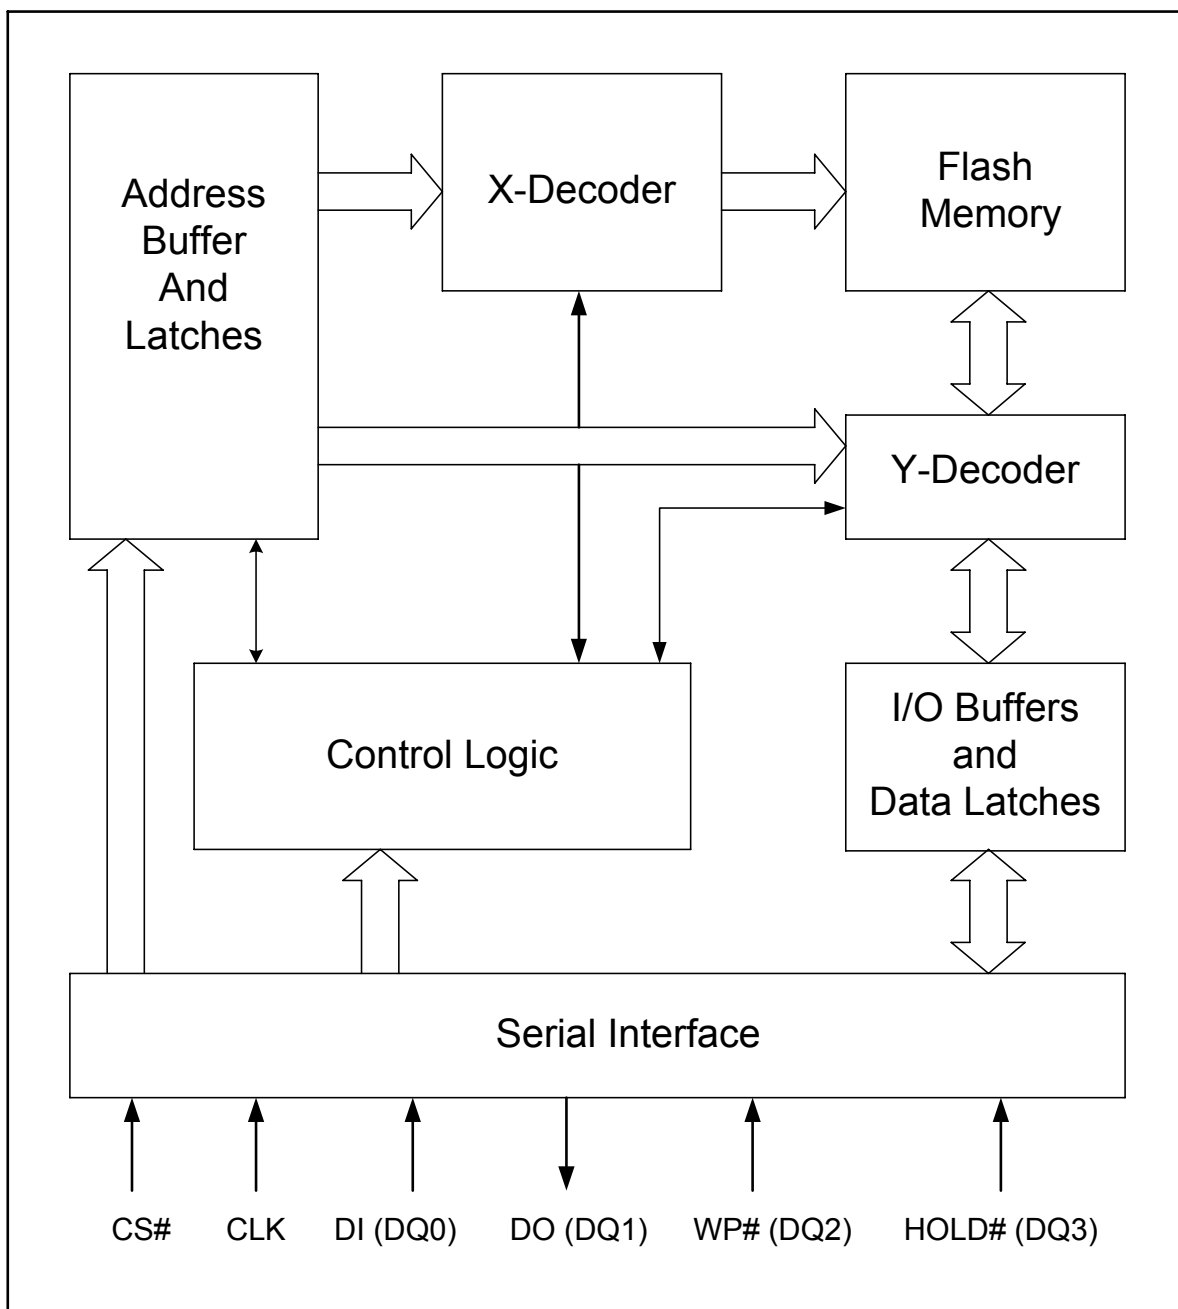 Address
Buffer
And
Latches
X-Decoder
Flash
Memory
Y-Decoder
Control Logic
I/O Buffers
and
Data Latches
Serial Interface
CS#
CLK
DI (DQ0)
DO (DQ1)
WP# (DQ2)
HOLD# (DQ3)